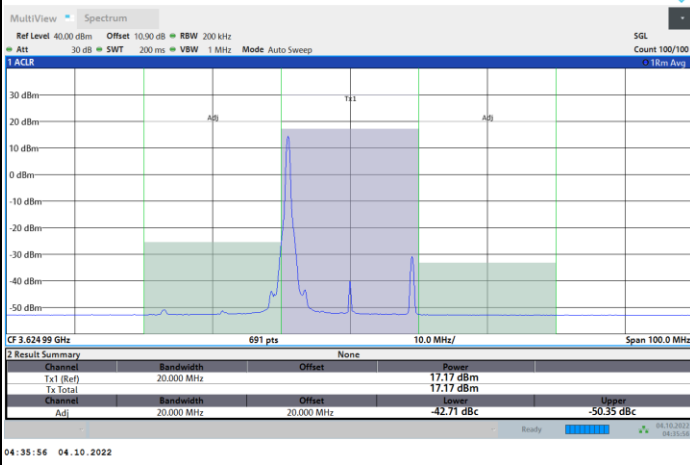 MultiView Spectrum
Ref Level 40.00 dBm Offset 10.90 dB RBW 200 kHz SGL
Att 30 dB SWT 200 ms VBW 1 MHz Mode Auto Sweep Count 100/100
1 ACLR 1Rm Avg
30 dBm
Tx1
20 dBm
Adj Adj
10 dBm
0 dBm
-10 dBm
-20 dBm
-30 dBm
-40 dBm
-50 dBm
CF 3.624 99 GHz 691 pts 10.0 MHz/ Span 100.0 MHz
2 Result Summary None
Channel Bandwidth Offset Power
Tx1 (Ref) 20.000 MHz 17.17 dBm
Tx Total 17.17 dBm
Channel Bandwidth Offset Lower Upper
Adj 20.000 MHz 20.000 MHz -42.71 dBc -50.35 dBc
Ready 04.10.2022
04:35:56
04:35:56 04.10.2022